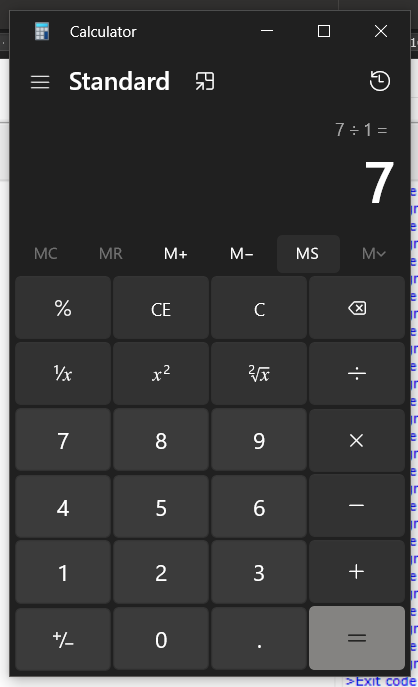 Calculator
Standard
7 ÷ 1 =
7
MC MR M+ M− MS M
% CE C
¹/x x² ²√x ÷
7 8 9 ×
4 5 6 −
1 2 3 +
+/− 0 . =
>Exit code